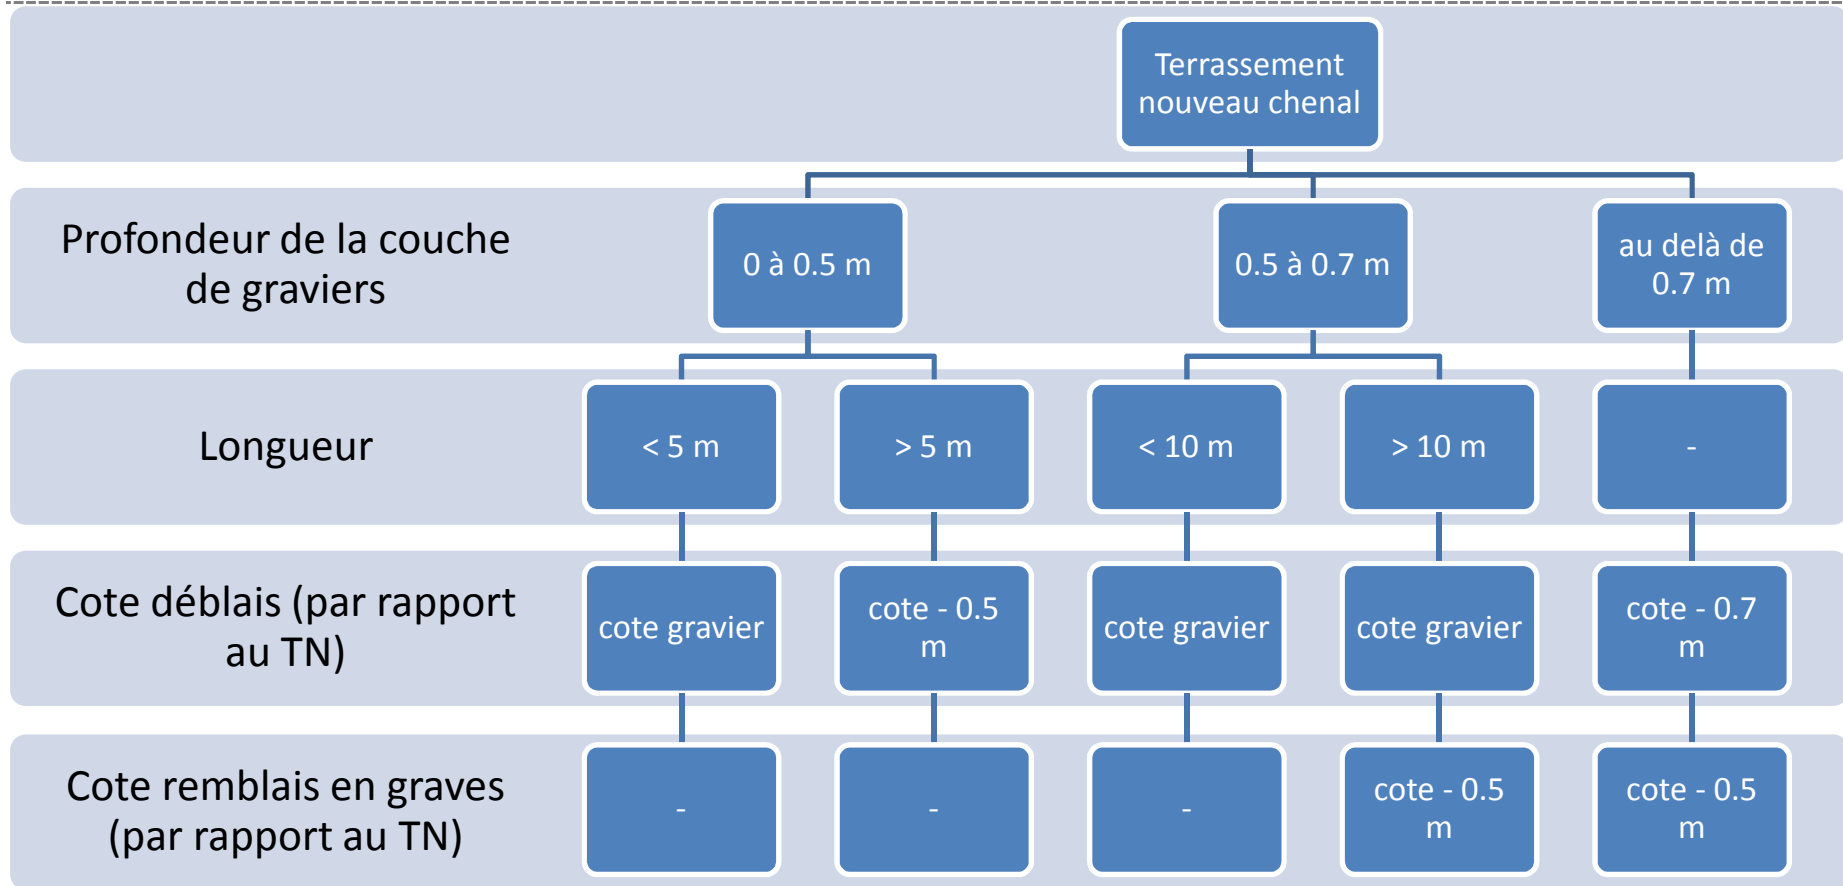 Terrassement
nouveau chenal
Profondeur de la couche
de graviers
0 à 0.5 m
0.5 à 0.7 m
au delà de
0.7 m
Longueur
< 5 m
> 5 m
< 10 m
> 10 m
-
Cote déblais (par rapport
au TN)
cote gravier
cote - 0.5
m
cote gravier
cote gravier
cote - 0.7
m
Cote remblais en graves
(par rapport au TN)
-
-
-
cote - 0.5
m
cote - 0.5
m